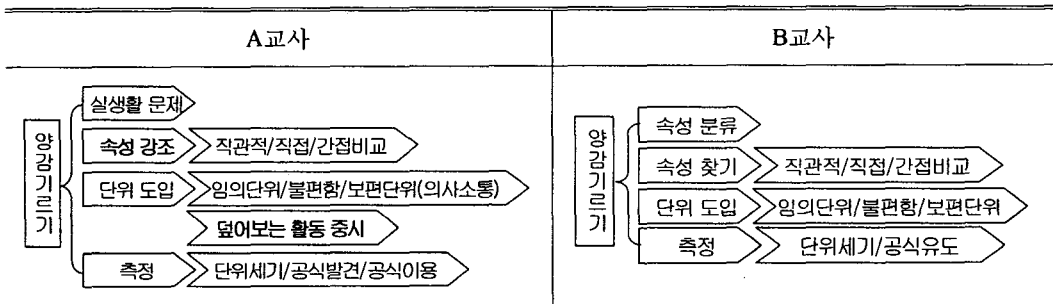 A교사
B교사
양감기르기
실생활 문제
속성 강조 직관적/직접/간접비교
단위 도입 임의단위/불편함/보편단위(의사소통)
덮어보는 활동 중시
측정 단위세기/공식발견/공식이용
양감기르기
속성 분류
속성 찾기 직관적/직접/간접비교
단위 도입 임의단위/불편함/보편단위
측정 단위세기/공식유도